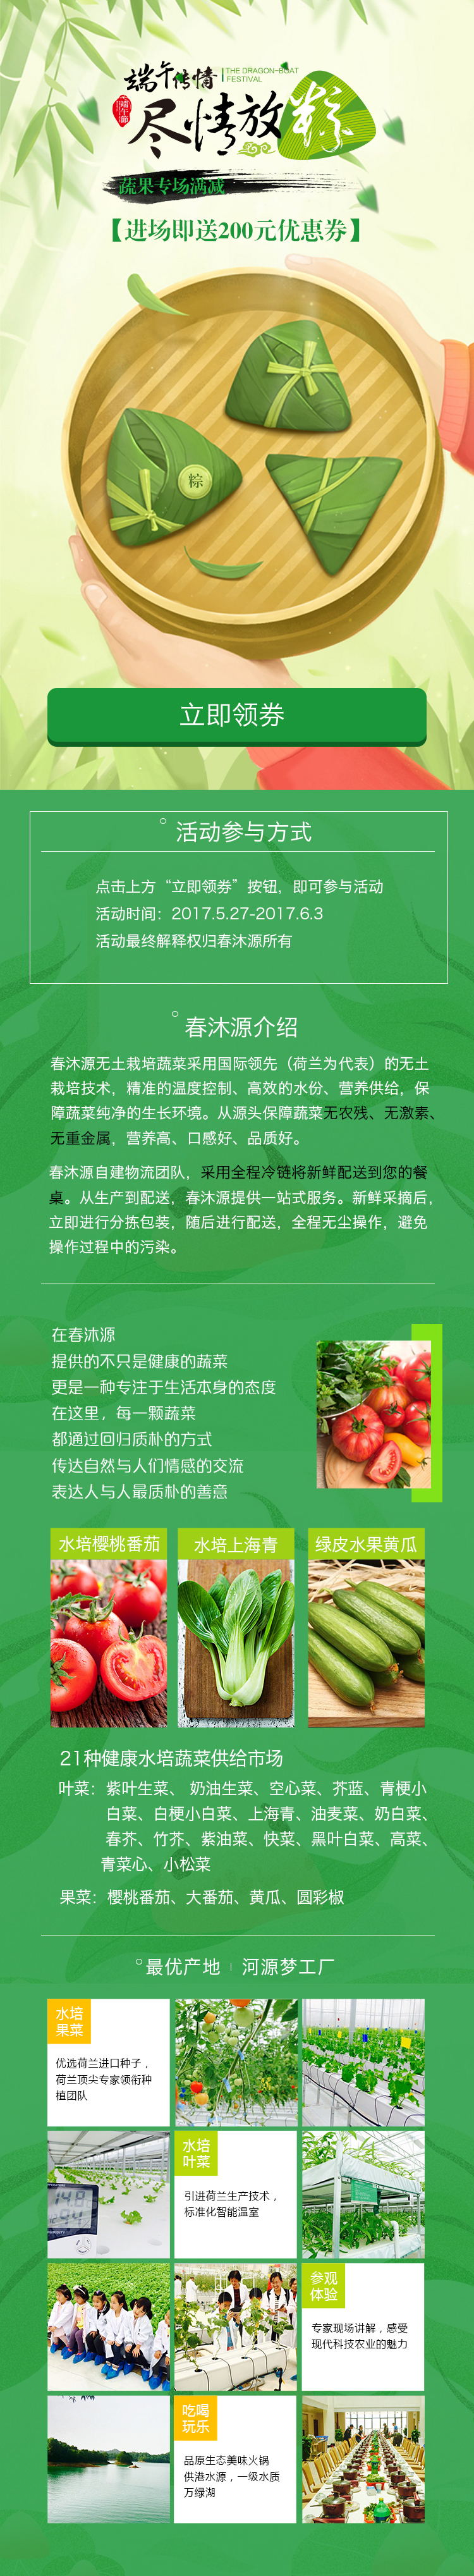 端午传情
THE DRAGON-BOAT
FESTIVAL
端午節
尽情放粽
蔬果专场满减
【进场即送200元优惠券】
粽
立即领券
活动参与方式
点击上方“立即领券”按钮，即可参与活动
活动时间：2017.5.27-2017.6.3
活动最终解释权归春沐源所有
春沐源介绍
春沐源无土栽培蔬菜采用国际领先（荷兰为代表）的无土
栽培技术，精准的温度控制、高效的水份、营养供给，保
障蔬菜纯净的生长环境。从源头保障蔬菜无农残、无激素、
无重金属，营养高、口感好、品质好。
春沐源自建物流团队，采用全程冷链将新鲜配送到您的餐
桌。从生产到配送，春沐源提供一站式服务。新鲜采摘后，
立即进行分拣包装，随后进行配送，全程无尘操作，避免
操作过程中的污染。
在春沐源
提供的不只是健康的蔬菜
更是一种专注于生活本身的态度
在这里，每一颗蔬菜
都通过回归质朴的方式
传达自然与人们情感的交流
表达人与人最质朴的善意
水培樱桃番茄
水培上海青
绿皮水果黄瓜
21种健康水培蔬菜供给市场
叶菜：紫叶生菜、 奶油生菜、空心菜、芥蓝、青梗小
白菜、白梗小白菜、上海青、油麦菜、奶白菜、
春芥、竹芥、紫油菜、快菜、黑叶白菜、高菜、
青菜心、小松菜
果菜：樱桃番茄、大番茄、黄瓜、圆彩椒
最优产地 | 河源梦工厂
水培
果菜
优选荷兰进口种子，
荷兰顶尖专家领衔种
植团队
水培
叶菜
引进荷兰生产技术，
标准化智能温室
参观
体验
专家现场讲解，感受
现代科技农业的魅力
吃喝
玩乐
品原生态美味火锅
供港水源，一级水质
万绿湖